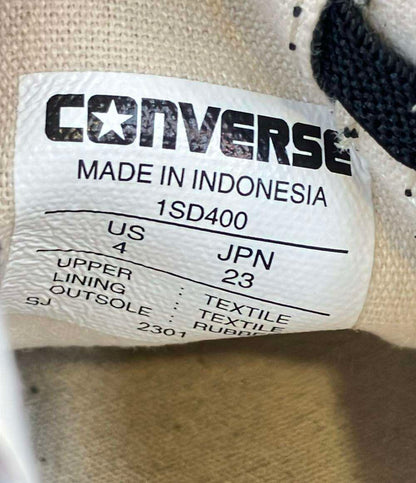 CONVERSE
MADE IN INDONESIA
1SD400
US JPN
4 23
UPPER : TEXTILE
LINING : TEXTILE
OUTSOLE : RUBBER
SJ 2301